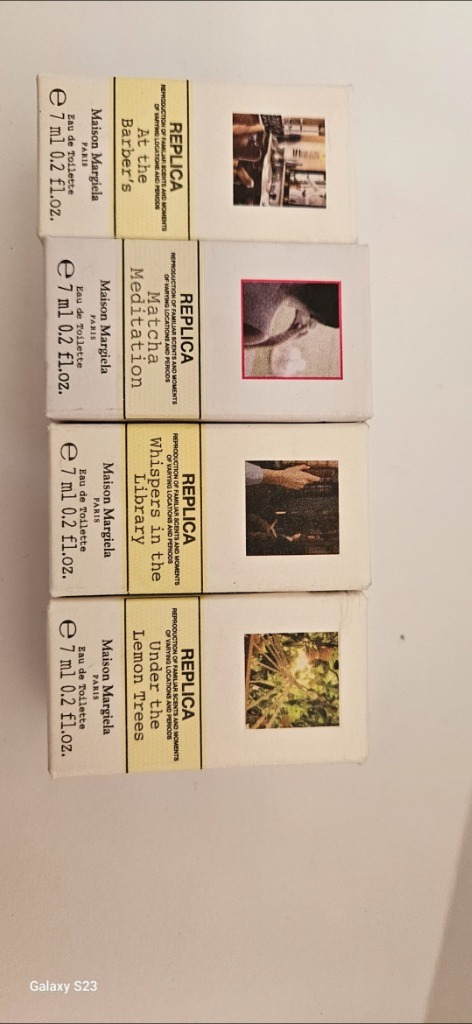 REPLICA
REPRODUCTION OF FAMILIAR SCENTS AND MOMENTS
OF VARYING LOCATIONS AND PERIODS
At the
Barber's
Maison Margiela
PARIS
Eau de Toilette
℮ 7 ml 0.2 fl.oz.
REPLICA
REPRODUCTION OF FAMILIAR SCENTS AND MOMENTS
OF VARYING LOCATIONS AND PERIODS
Matcha
Meditation
Maison Margiela
PARIS
Eau de Toilette
℮ 7 ml 0.2 fl.oz.
REPLICA
REPRODUCTION OF FAMILIAR SCENTS AND MOMENTS
OF VARYING LOCATIONS AND PERIODS
Whispers in the
Library
Maison Margiela
PARIS
Eau de Toilette
℮ 7 ml 0.2 fl.oz.
REPLICA
REPRODUCTION OF FAMILIAR SCENTS AND MOMENTS
OF VARYING LOCATIONS AND PERIODS
Under the
Lemon Trees
Maison Margiela
PARIS
Eau de Toilette
℮ 7 ml 0.2 fl.oz.
Galaxy S23